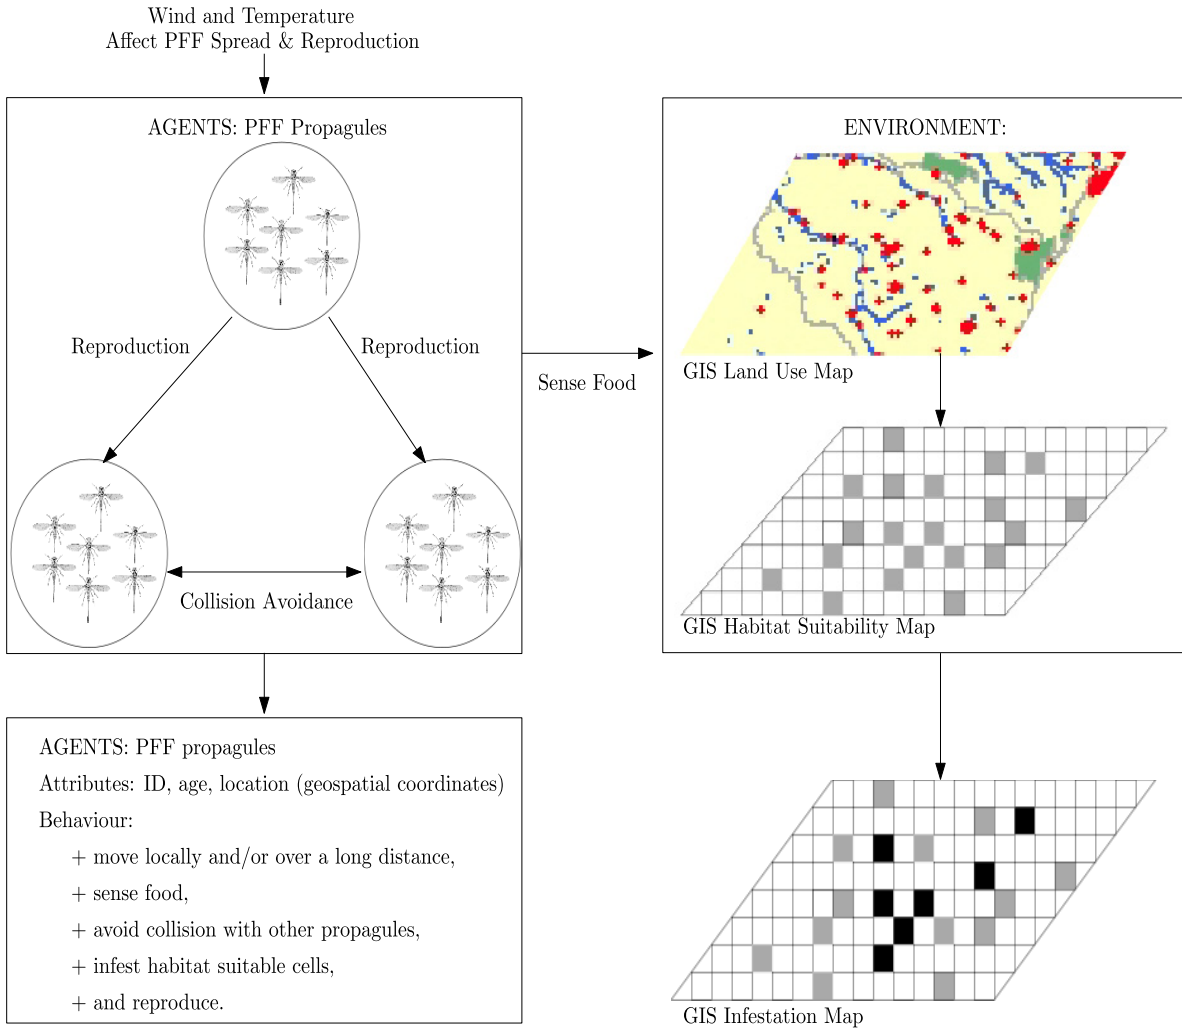 Wind and Temperature
Affect PFF Spread & Reproduction
AGENTS: PFF Propagules
Reproduction
Reproduction
Collision Avoidance
Sense Food
ENVIRONMENT:
GIS Land Use Map
GIS Habitat Suitability Map
AGENTS: PFF propagules
Attributes: ID, age, location (geospatial coordinates)
Behaviour:
+ move locally and/or over a long distance,
+ sense food,
+ avoid collision with other propagules,
+ infest habitat suitable cells,
+ and reproduce.
GIS Infestation Map